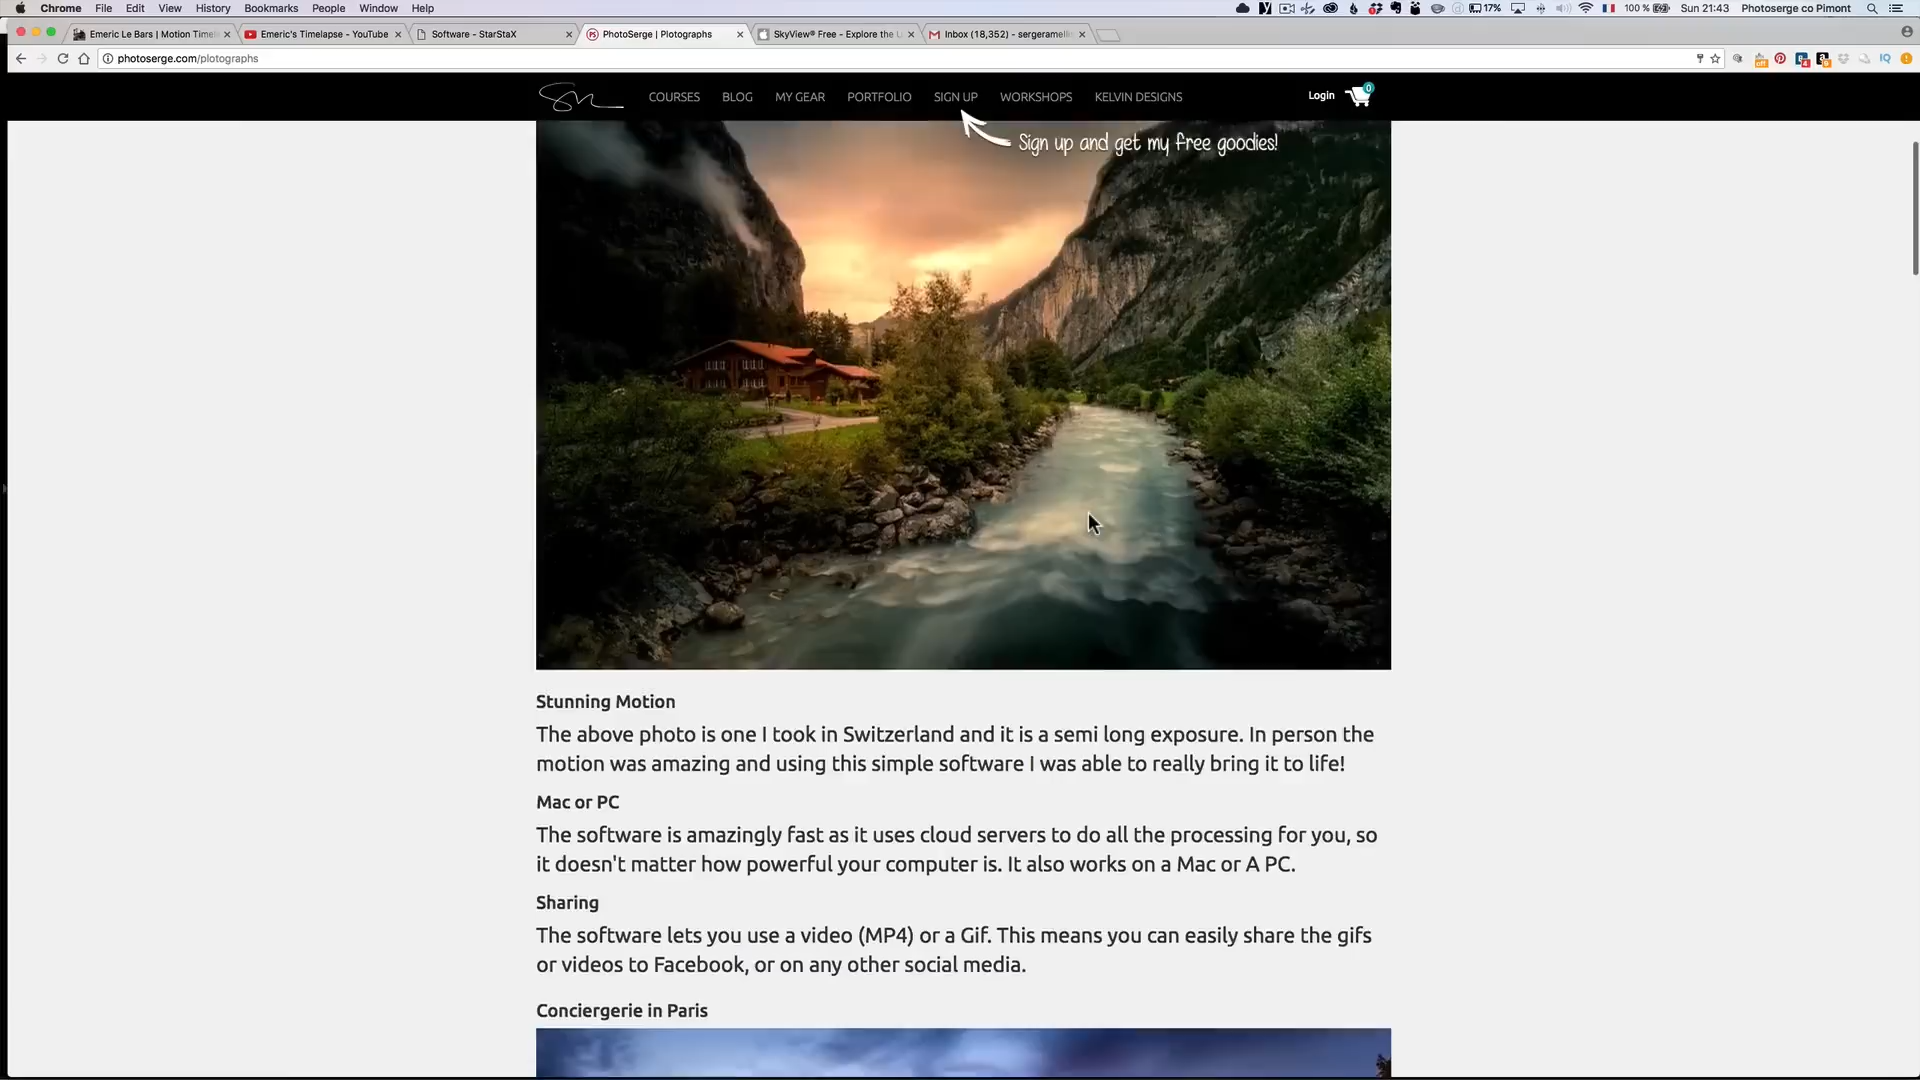 Chrome File Edit View History Bookmarks People Window Help 17% 100 % Sun 21:43 Photoserge co Pimont
Emeric Le Bars | Motion Timel Emeric's Timelapse - YouTube Software - StarStaX PhotoSerge | Plotographs SkyView® Free - Explore the U Inbox (18,352) - sergeramelli
photoserge.com/plotographs
COURSES BLOG MY GEAR PORTFOLIO SIGN UP WORKSHOPS KELVIN DESIGNS Login 0
Sign up and get my free goodies!
Stunning Motion
The above photo is one I took in Switzerland and it is a semi long exposure. In person the
motion was amazing and using this simple software I was able to really bring it to life!
Mac or PC
The software is amazingly fast as it uses cloud servers to do all the processing for you, so
it doesn't matter how powerful your computer is. It also works on a Mac or A PC.
Sharing
The software lets you use a video (MP4) or a Gif. This means you can easily share the gifs
or videos to Facebook, or on any other social media.
Conciergerie in Paris